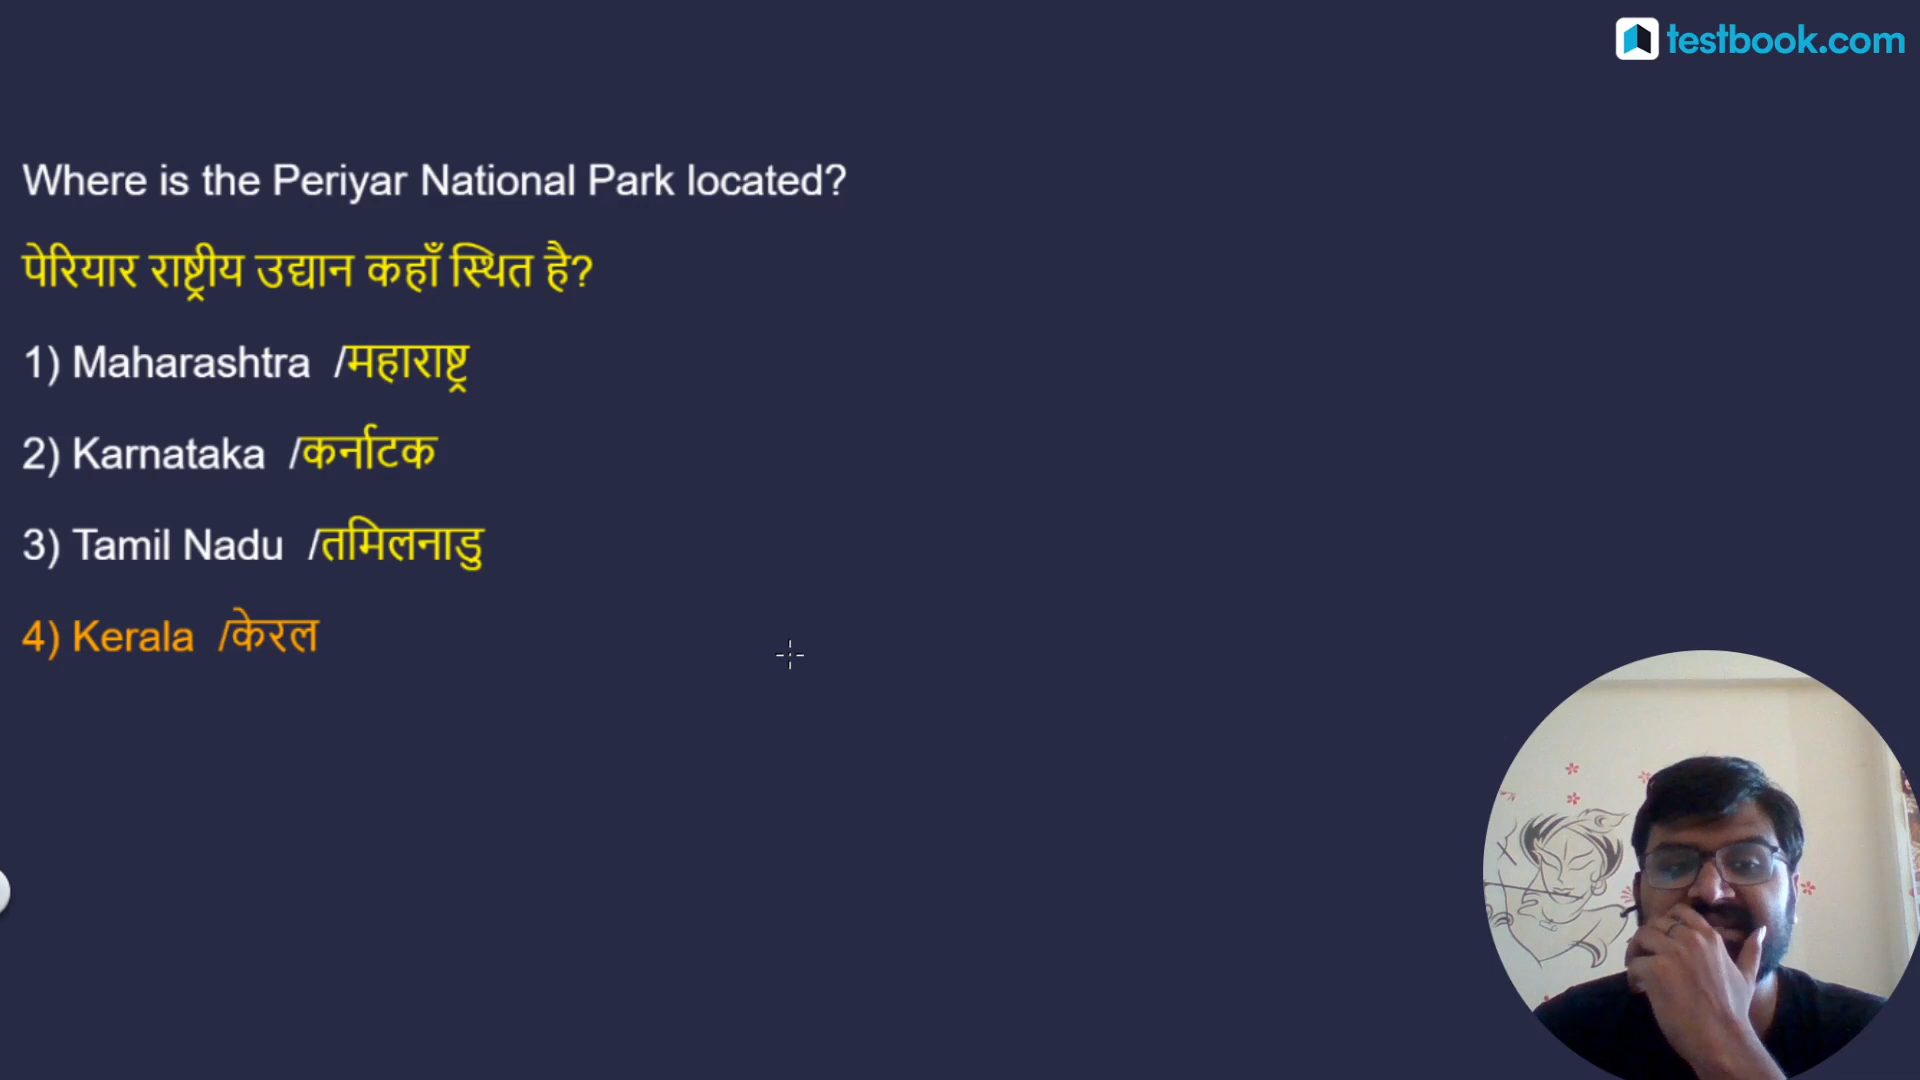 testbook.com
Where is the Periyar National Park located?
पेरियार राष्ट्रीय उद्यान कहाँ स्थित है?
1) Maharashtra /महाराष्ट्र
2) Karnataka /कर्नाटक
3) Tamil Nadu /तमिलनाडु
4) Kerala /केरल